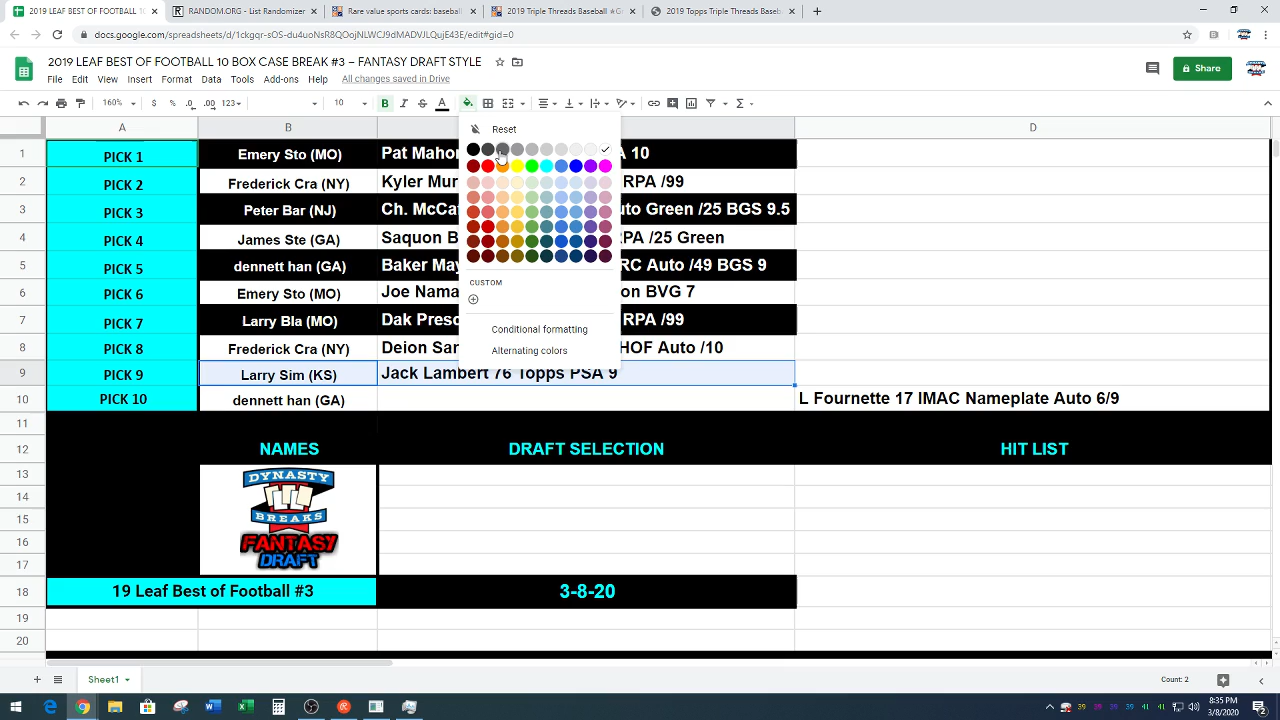 2019 LEAF BEST OF FOOTBALL 10
RANDOM.ORG - List Randomizer
Rare value sports cards: baseball
2019 Triple Threads Baseball
2019 Topps Triple Threads Baseb
docs.google.com/spreadsheets/d/
2019 LEAF BEST OF FOOTBALL 10 BOX CASE BREAK #3 – FANTASY DRAFT STYLE
File Edit View Insert Format Data Tools Add-ons Help All changes saved in Drive
Share
160% $ % .0 .00 123 10 B I S A
A B D
Reset
1 PICK 1 Emery Sto (MO) Pat Mahom A 10
2 PICK 2 Frederick Cra (NY) Kyler Mur RPA /99
3 PICK 3 Peter Bar (NJ) Ch. McCaf uto Green /25 BGS 9.5
4 PICK 4 James Ste (GA) Saquon B RPA /25 Green
5 PICK 5 dennett han (GA) Baker May RC Auto /49 BGS 9
6 PICK 6 Emery Sto (MO) Joe Nama on BVG 7
7 PICK 7 Larry Bla (MO) Dak Presc RPA /99
8 PICK 8 Frederick Cra (NY) Deion San HOF Auto /10
9 PICK 9 Larry Sim (KS) Jack Lambert 76 Topps PSA 9
10 PICK 10 dennett han (GA) L Fournette 17 IMAC Nameplate Auto 6/9
CUSTOM
Conditional formatting
Alternating colors
11
12 NAMES DRAFT SELECTION HIT LIST
13
14
15
16
17
DYNASTY
BREAKS
FANTASY
DRAFT
18 19 Leaf Best of Football #3 3-8-20
19
20
Sheet1
Count: 2
8:35 PM
3/8/2020